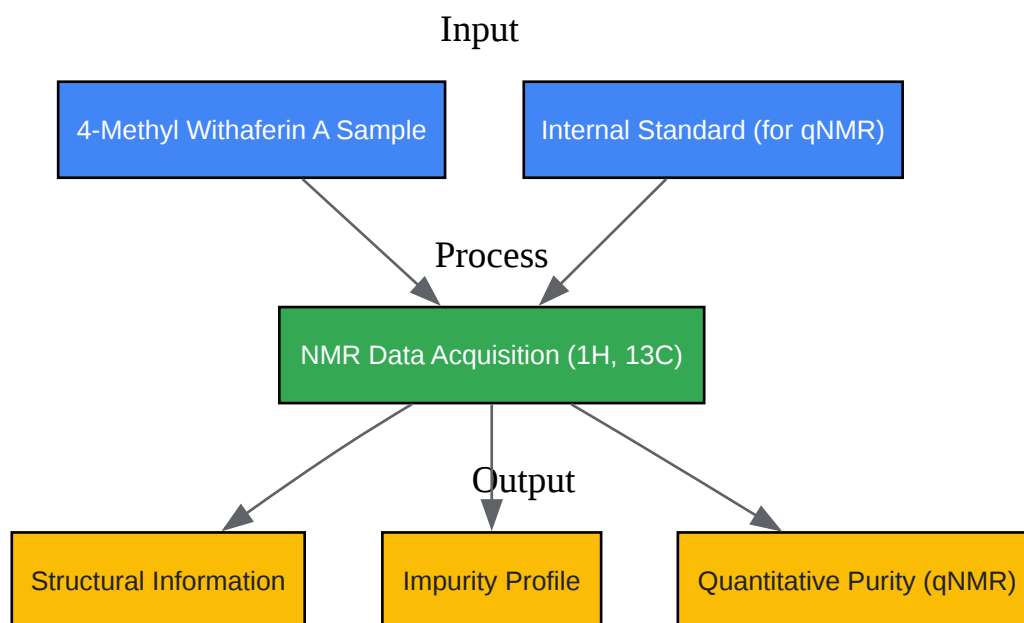 Input
4-Methyl Withaferin A Sample
Internal Standard (for qNMR)
Process
NMR Data Acquisition (1H, 13C)
Output
Structural Information
Impurity Profile
Quantitative Purity (qNMR)